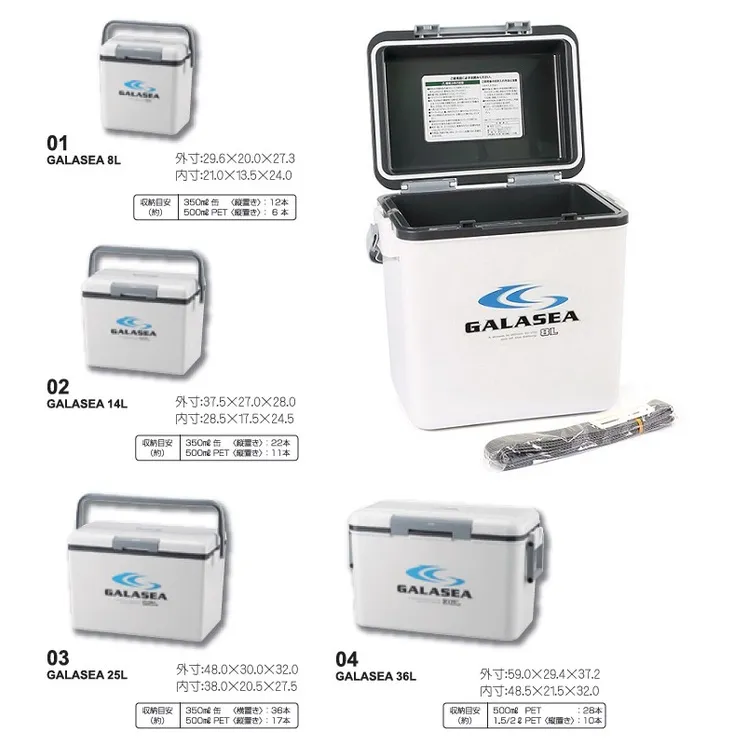 01
GALASEA 8L
外寸:29.6×20.0×27.3
内寸:21.0×13.5×24.0
収納目安
(約)
350㎖ 缶 〈縦置き〉: 12本
500㎖ PET 〈縦置き〉: 6本
GALASEA
GALASEA
8L
02
GALASEA 14L
外寸:37.5×27.0×28.0
内寸:28.5×17.5×24.5
収納目安
(約)
350㎖ 缶 〈縦置き〉: 22本
500㎖ PET 〈縦置き〉: 11本
GALASEA
03
GALASEA 25L
外寸:48.0×30.0×32.0
内寸:38.0×20.5×27.5
収納目安
(約)
350㎖ 缶 〈横置き〉: 36本
500㎖ PET 〈縦置き〉: 17本
GALASEA
04
GALASEA 36L
外寸:59.0×29.4×37.2
内寸:48.5×21.5×32.0
収納目安
(約)
500㎖ PET : 28本
1.5/2ℓ PET 〈縦置き〉: 10本
GALASEA